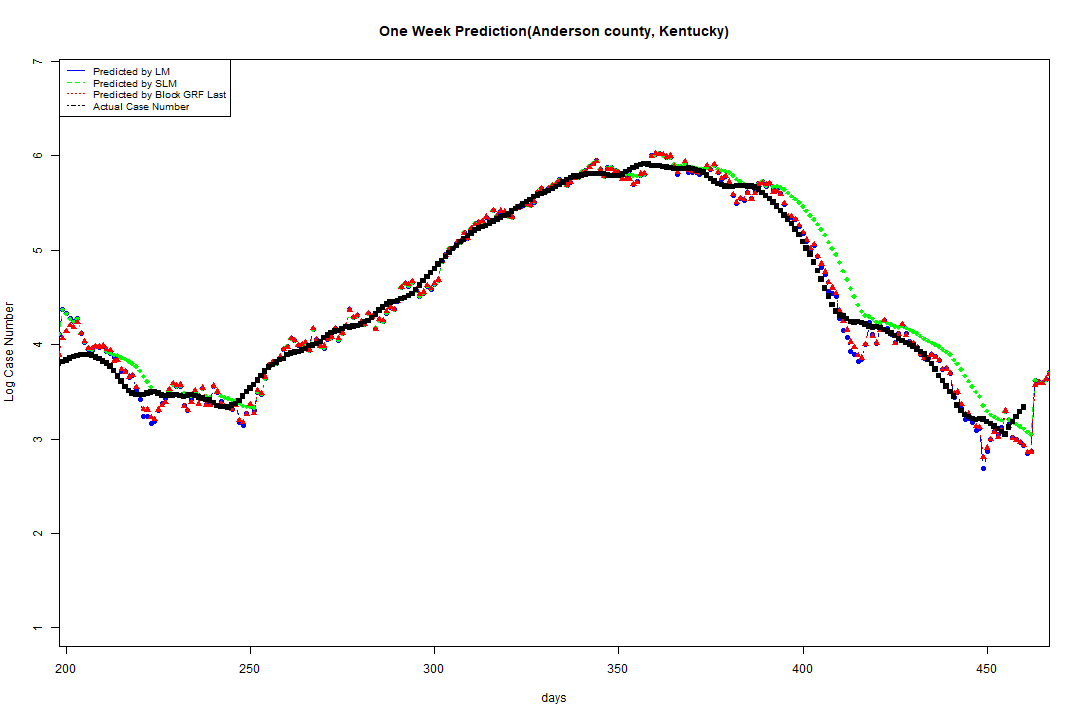 One Week Prediction(Anderson county, Kentucky)
Predicted by LM
Predicted by SLM
Predicted by Block GRF Last
Actual Case Number
7
6
5
4
3
2
1
Log Case Number
200 250 300 350 400 450
days